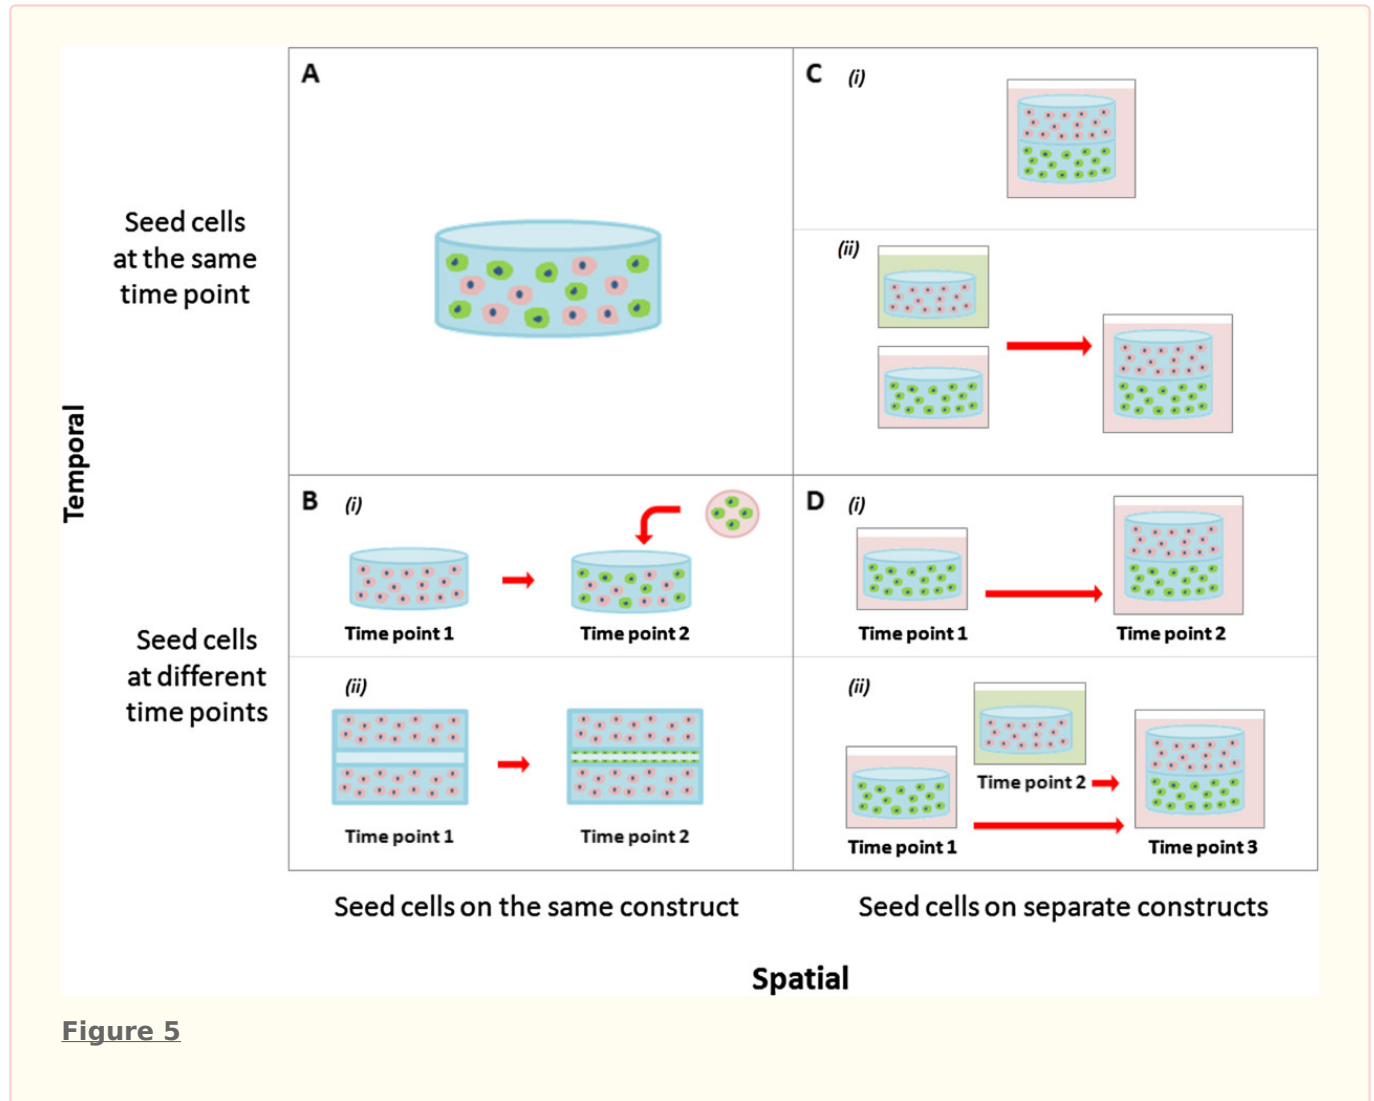 A
C
(i)
(ii)
Seed cells
at the same
time point
Temporal
B
(i)
Time point 1
Time point 2
(ii)
Time point 1
Time point 2
D
(i)
Time point 1
Time point 2
(ii)
Time point 2
Time point 1
Time point 3
Seed cells
at different
time points
Seed cells on the same construct
Seed cells on separate constructs
Spatial
Figure 5